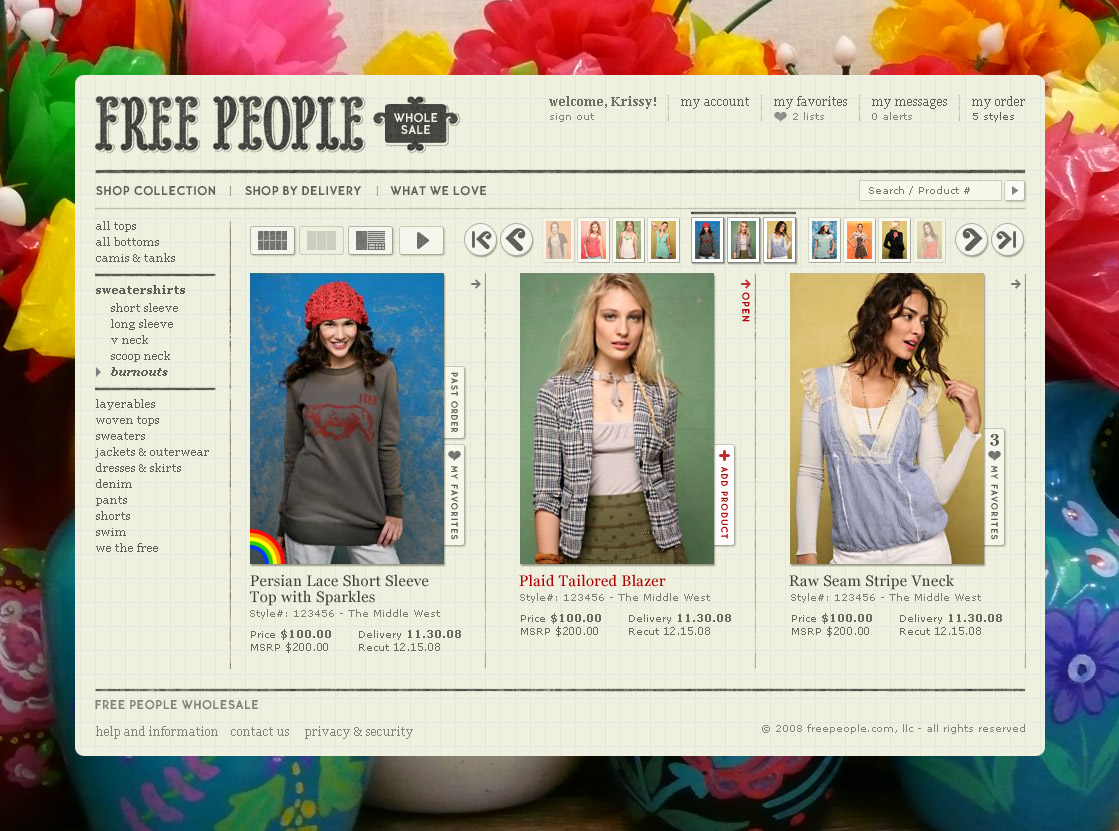 FREE PEOPLE
WHOLE
SALE
welcome, Krissy!
sign out
my account
my favorites
2 lists
my messages
0 alerts
my order
5 styles
SHOP COLLECTION
SHOP BY DELIVERY
WHAT WE LOVE
Search / Product #
all tops
all bottoms
camis & tanks
sweatershirts
short sleeve
long sleeve
v neck
scoop neck
burnouts
layerables
woven tops
sweaters
jackets & outerwear
dresses & skirts
denim
pants
shorts
swim
we the free
PAST ORDER
MY FAVORITES
Persian Lace Short Sleeve
Top with Sparkles
Style#: 123456 - The Middle West
Price $100.00 Delivery 11.30.08
MSRP $200.00 Recut 12.15.08
OPEN
ADD PRODUCT
Plaid Tailored Blazer
Style#: 123456 - The Middle West
Price $100.00 Delivery 11.30.08
MSRP $200.00 Recut 12.15.08
3
MY FAVORITES
Raw Seam Stripe Vneck
Style#: 123456 - The Middle West
Price $100.00 Delivery 11.30.08
MSRP $200.00 Recut 12.15.08
FREE PEOPLE WHOLESALE
help and information contact us privacy & security
© 2008 freepeople.com, llc - all rights reserved